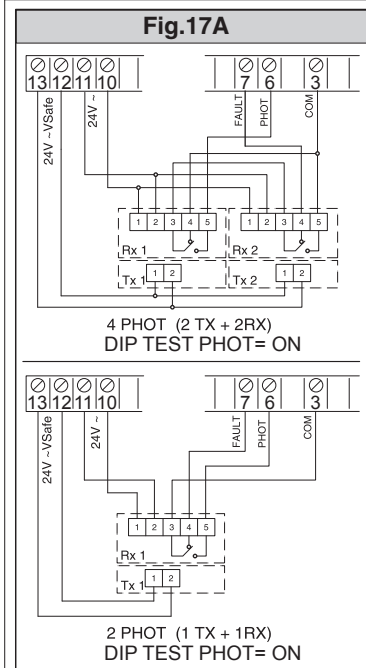 Fig.17A
13 12 11 10 7 6 3
24V ~VSafe
24V ~
FAULT
PHOT
COM
1 2 3 4 5 1 2 3 4 5
Rx 1 Rx 2
Tx 1 1 2 Tx 2 1 2
4 PHOT (2 TX + 2RX)
DIP TEST PHOT= ON
13 12 11 10 7 6 3
24V ~VSafe
24V ~
FAULT
PHOT
COM
1 2 3 4 5
Rx 1
Tx 1 1 2
2 PHOT (1 TX + 1RX)
DIP TEST PHOT= ON